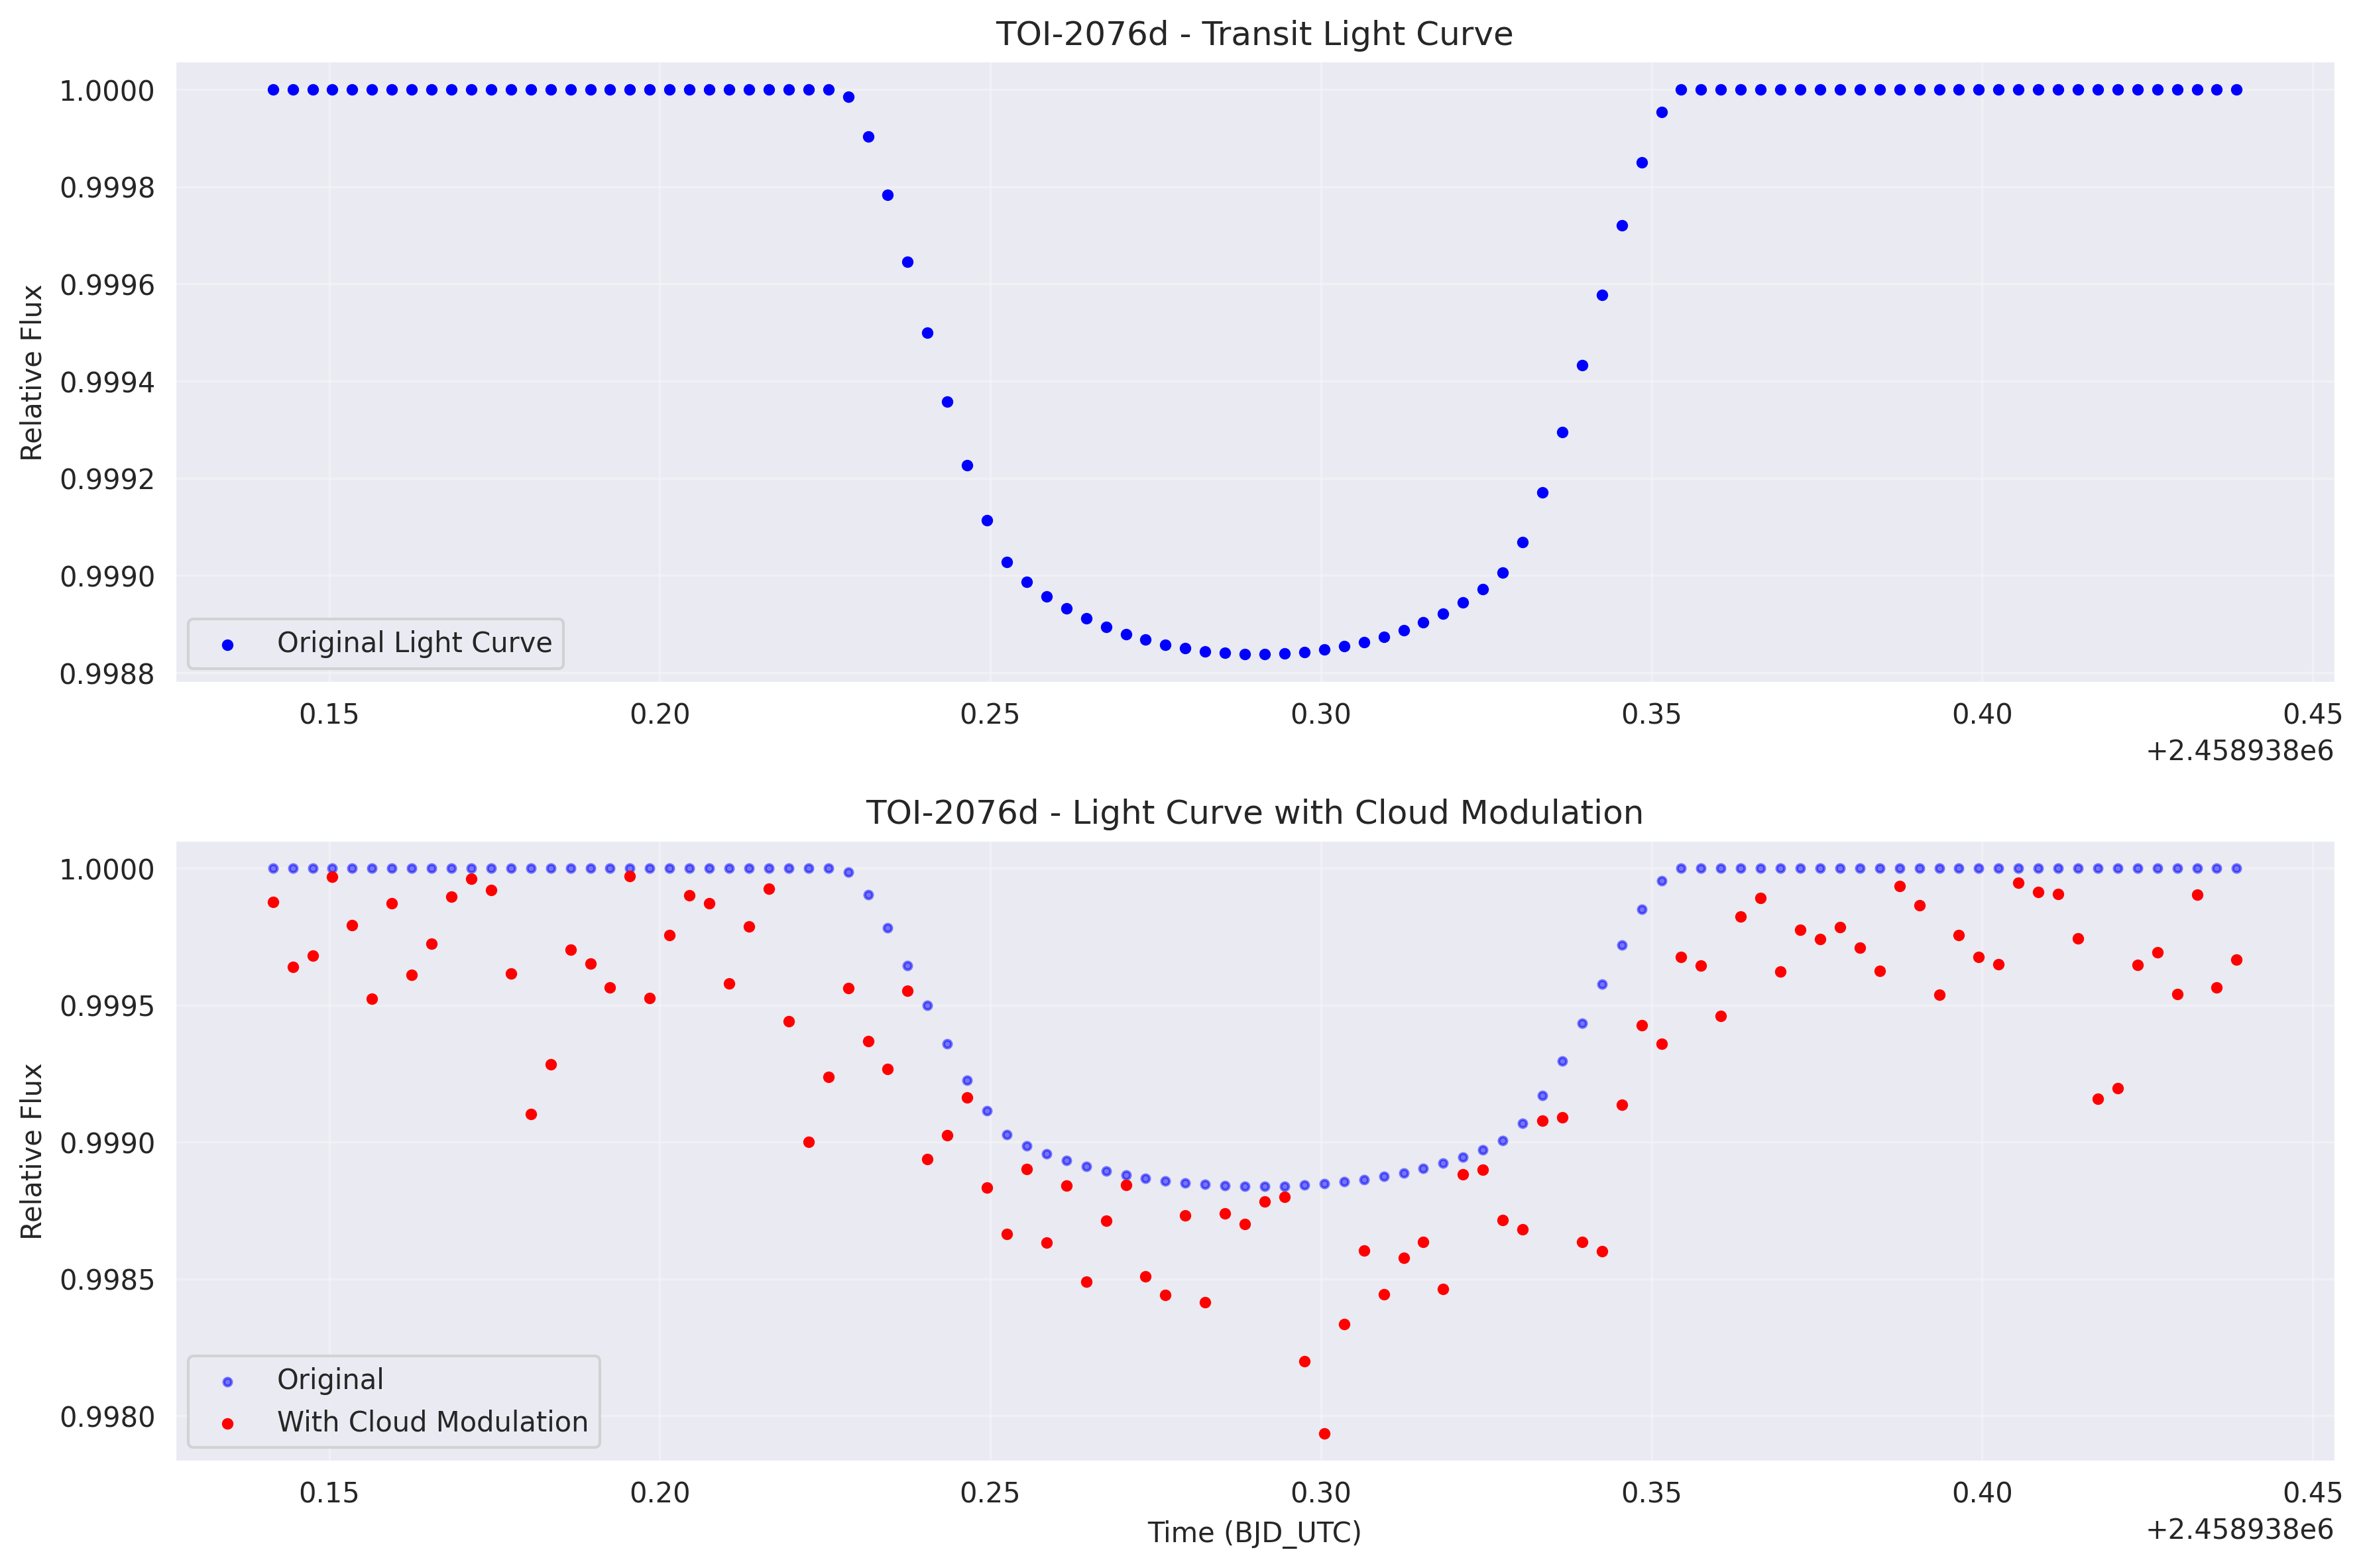 TOI-2076d - Transit Light Curve
1.0000
0.9998
0.9996
0.9994
0.9992
0.9990
0.9988
Relative Flux
Original Light Curve
0.15 0.20 0.25 0.30 0.35 0.40 0.45
+2.458938e6
TOI-2076d - Light Curve with Cloud Modulation
1.0000
0.9995
0.9990
0.9985
0.9980
Relative Flux
Original
With Cloud Modulation
0.15 0.20 0.25 0.30 0.35 0.40 0.45
Time (BJD_UTC)
+2.458938e6